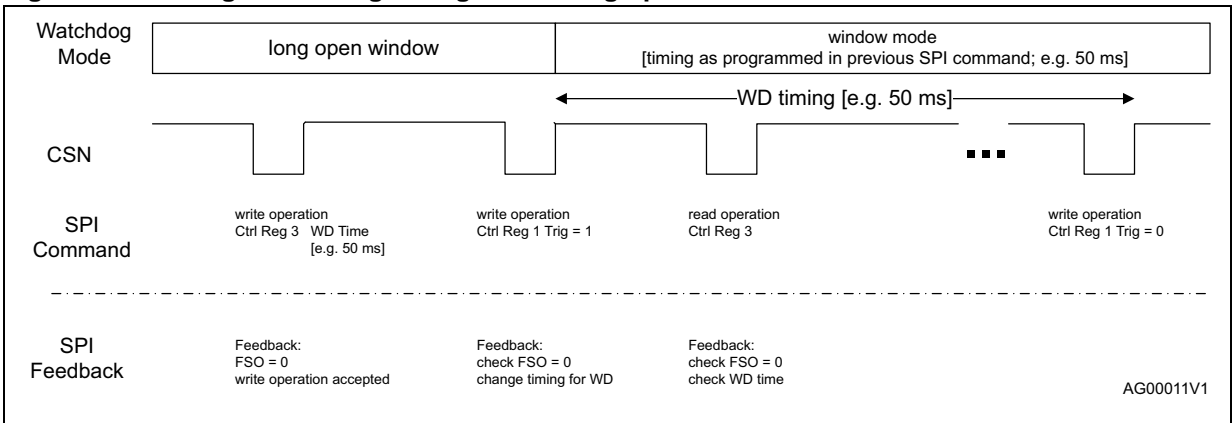 Watchdog
Mode
long open window
window mode
[timing as programmed in previous SPI command; e.g. 50 ms]
WD timing [e.g. 50 ms]
CSN
SPI
Command
write operation
Ctrl Reg 3 WD Time
[e.g. 50 ms]
write operation
Ctrl Reg 1 Trig = 1
read operation
Ctrl Reg 3
write operation
Ctrl Reg 1 Trig = 0
SPI
Feedback
Feedback:
FSO = 0
write operation accepted
Feedback:
check FSO = 0
change timing for WD
Feedback:
check FSO = 0
check WD time
AG00011V1